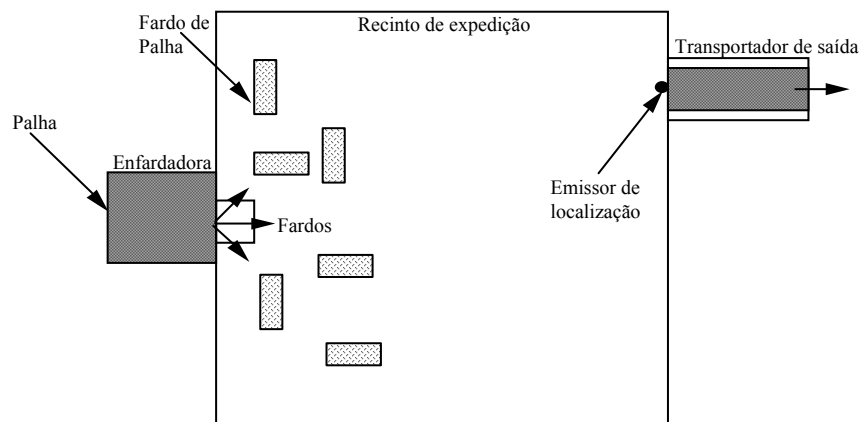 Fardo de
Palha
Recinto de expedição
Transportador de saída
Palha
Enfardadora
Emissor de
localização
Fardos